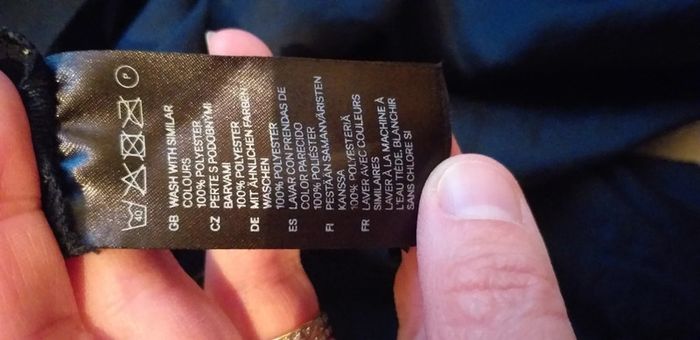 40
P
GB WASH WITH SIMILAR
COLOURS
100% POLYESTER
CZ PERTE S PODOBNÝMI
BARVAMI
100% POLYESTER
DE MIT ÄHNLICHEN FARBEN
WASCHEN
100% POLYESTER
ES LAVAR CON PRENDAS DE
COLOR PARECIDO
100% POLIÉSTER
FI PESTÄÄN SAMANVÄRISTEN
KANSSA
100% POLYESTERIÄ
FR LAVER AVEC COULEURS
SIMILAIRES
LAVER À LA MACHINE À
L'EAU TIÈDE. BLANCHIR
SANS CHLORE SI